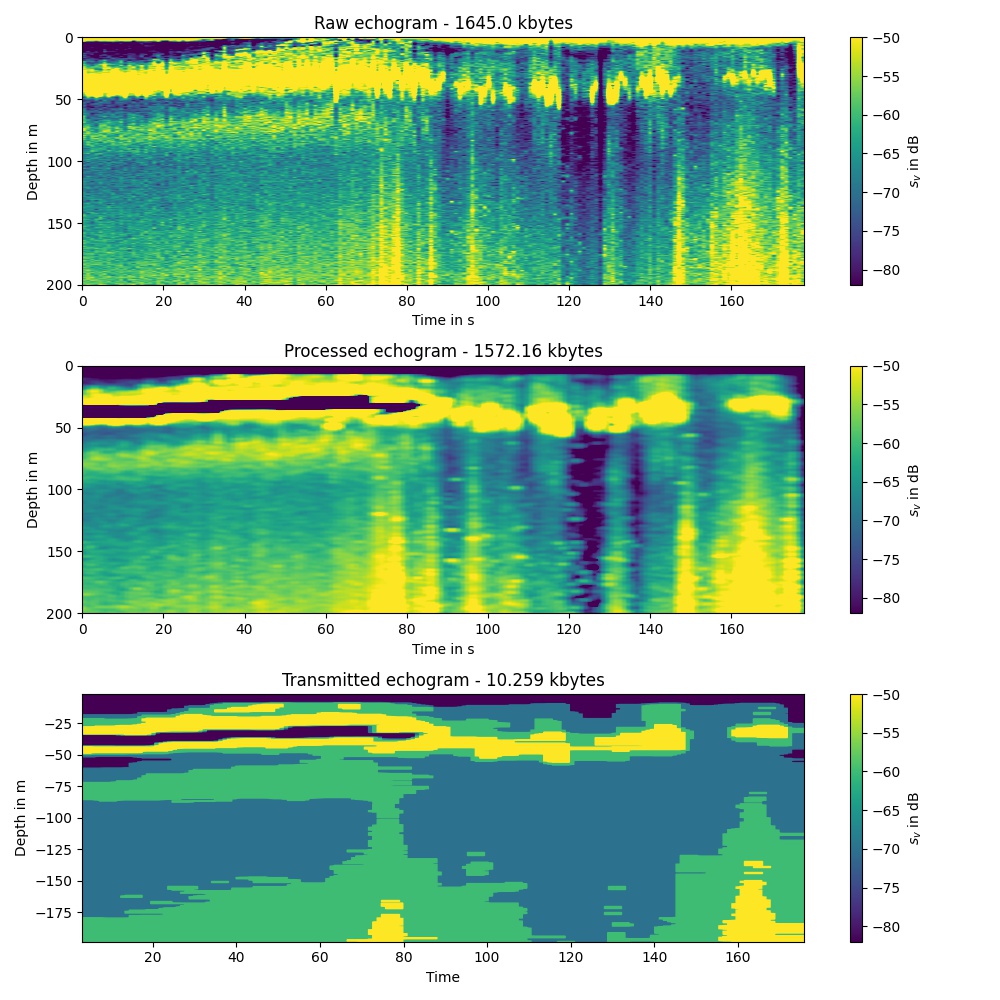 Raw echogram - 1645.0 kbytes
0
50
100
150
200
Depth in m
0 20 40 60 80 100 120 140 160
Time in s
−50
−55
−60
−65
−70
−75
−80
sv in dB
Processed echogram - 1572.16 kbytes
0
50
100
150
200
Depth in m
0 20 40 60 80 100 120 140 160
Time in s
−50
−55
−60
−65
−70
−75
−80
sv in dB
Transmitted echogram - 10.259 kbytes
−25
−50
−75
−100
−125
−150
−175
Depth in m
20 40 60 80 100 120 140 160
Time
−50
−55
−60
−65
−70
−75
−80
sv in dB